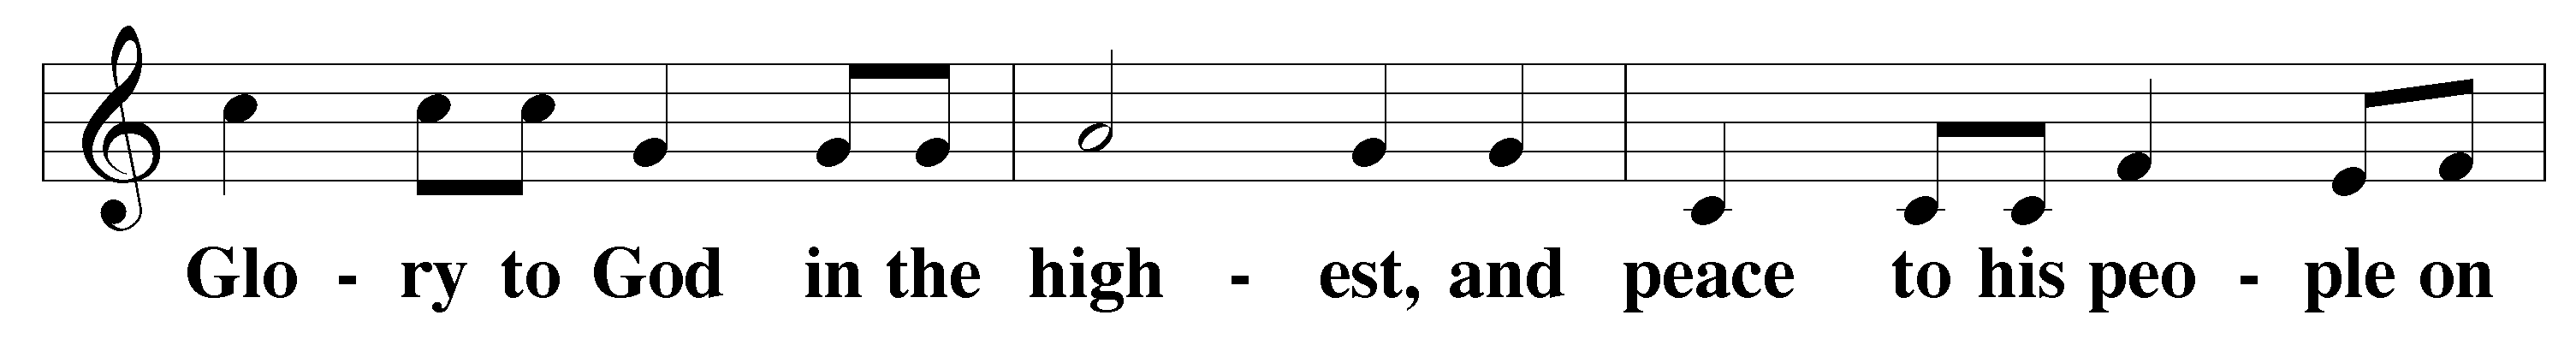 Glo - ry to God in the high - est, and peace to his peo - ple on